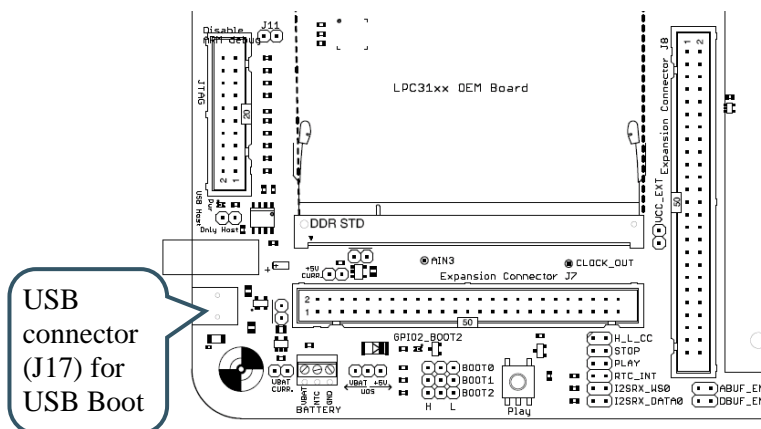 Disable
ARM debug
J11
JTAG
20
2 1
LPC31xx OEM Board
Expansion Connector J8
1 2
50
VCC_EXT
USB Host
Pwr
Only Host
DDR STD
+5V
CURR.
+
AIN3
CLOCK_OUT
Expansion Connector J7
2
1
50
USB
connector
(J17) for
USB Boot
GPIO2_BOOT2
BOOT0
BOOT1
BOOT2
H L
VBAT
CURR.
VBAT
NTC
GND
BATTERY
VBAT +5V
Play
H_L_CC
STOP
PLAY
RTC_INT
I2SRX_WS0
I2SRX_DATA0
ABUF_EN
DBUF_EN